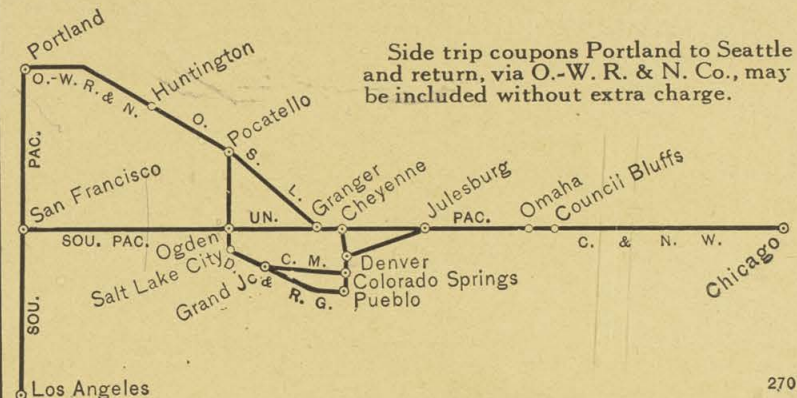 Portland
Side trip coupons Portland to Seattle
and return, via O.-W. R. & N. Co., may
be included without extra charge.
O.-W. R. & N.
Huntington
O. S. L.
Pocatello
PAC.
San Francisco
SOU. PAC.
Ogden
UN.
Granger
Cheyenne
Julesburg
PAC.
Omaha
Council Bluffs
C. & N. W.
Chicago
Salt Lake City
D. & R. G.
Grand Jc
C. M.
Denver
Colorado Springs
Pueblo
SOU.
Los Angeles
270